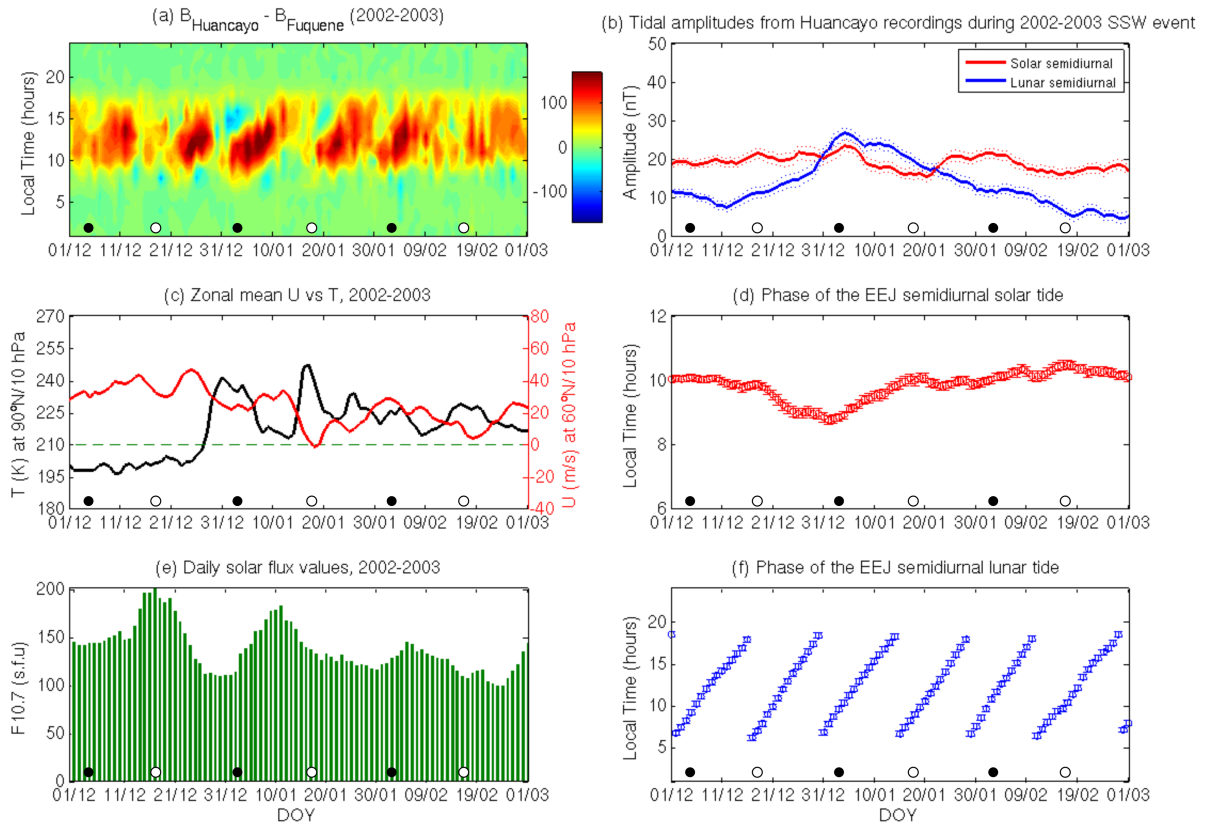 (a) B_Huancayo - B_Fuquene (2002-2003)
Local Time (hours)
20
15
10
5
01/12 11/12 21/12 31/12 10/01 20/01 30/01 09/02 19/02 01/03
100
0
-100
(b) Tidal amplitudes from Huancayo recordings during 2002-2003 SSW event
Amplitude (nT)
50
40
30
20
10
0
Solar semidiurnal
Lunar semidiurnal
01/12 11/12 21/12 31/12 10/01 20/01 30/01 09/02 19/02 01/03
(c) Zonal mean U vs T, 2002-2003
T (K) at 90°N/10 hPa
270
255
240
225
210
195
180
80
60
40
20
0
-20
-40
U (m/s) at 60°N/10 hPa
01/12 11/12 21/12 31/12 10/01 20/01 30/01 09/02 19/02 01/03
(d) Phase of the EEJ semidiurnal solar tide
Local Time (hours)
12
10
8
6
01/12 11/12 21/12 31/12 10/01 20/01 30/01 09/02 19/02 01/03
(e) Daily solar flux values, 2002-2003
F10.7 (s.f.u)
200
150
100
50
0
01/12 11/12 21/12 31/12 10/01 20/01 30/01 09/02 19/02 01/03
DOY
(f) Phase of the EEJ semidiurnal lunar tide
Local Time (hours)
20
15
10
5
01/12 11/12 21/12 31/12 10/01 20/01 30/01 09/02 19/02 01/03
DOY